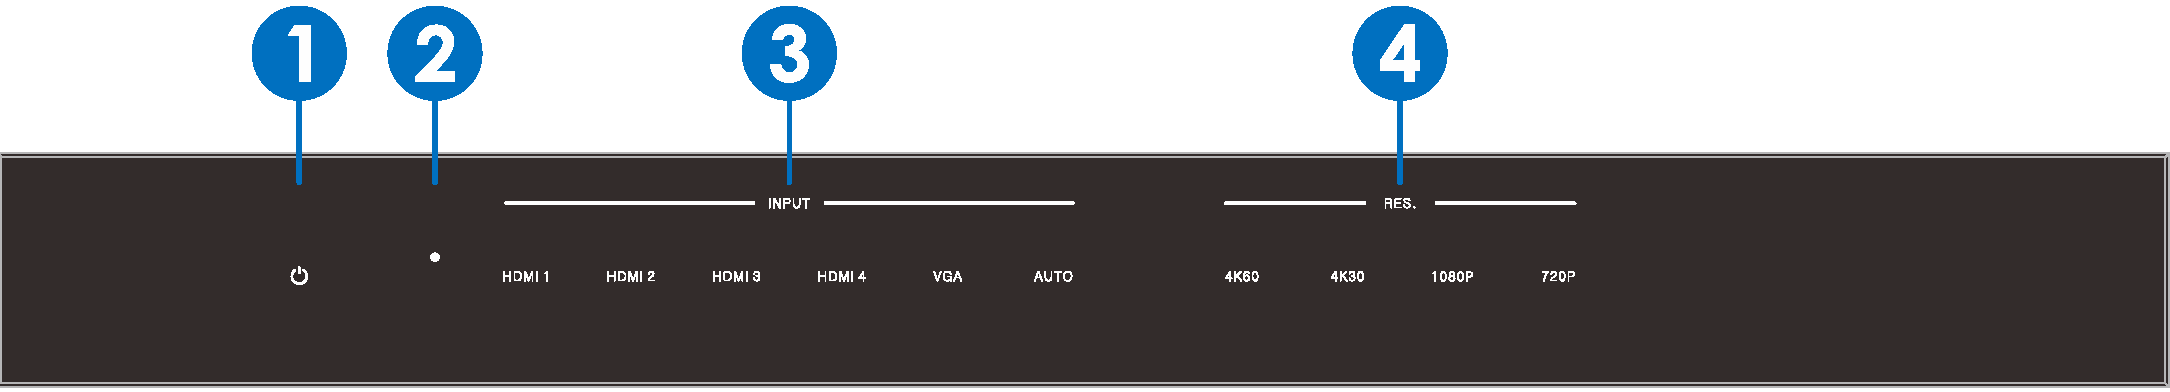 1 2 3 4
INPUT RES.
HDMI 1 HDMI 2 HDMI 3 HDMI 4 VGA AUTO 4K60 4K30 1080P 720P